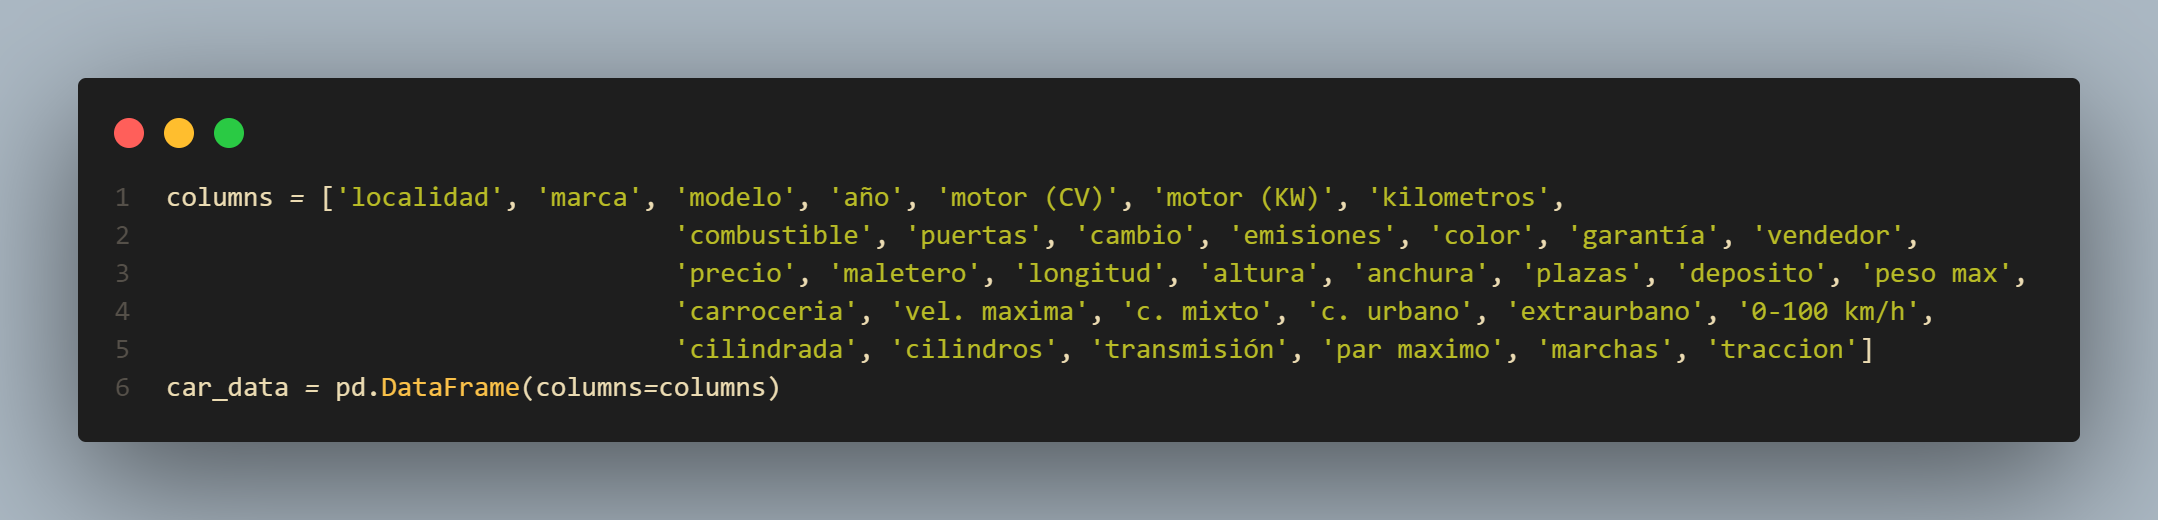 1 columns = ['localidad', 'marca', 'modelo', 'año', 'motor (CV)', 'motor (KW)', 'kilometros',
2 'combustible', 'puertas', 'cambio', 'emisiones', 'color', 'garantía', 'vendedor',
3 'precio', 'maletero', 'longitud', 'altura', 'anchura', 'plazas', 'deposito', 'peso max',
4 'carroceria', 'vel. maxima', 'c. mixto', 'c. urbano', 'extraurbano', '0-100 km/h',
5 'cilindrada', 'cilindros', 'transmisión', 'par maximo', 'marchas', 'traccion']
6 car_data = pd.DataFrame(columns=columns)